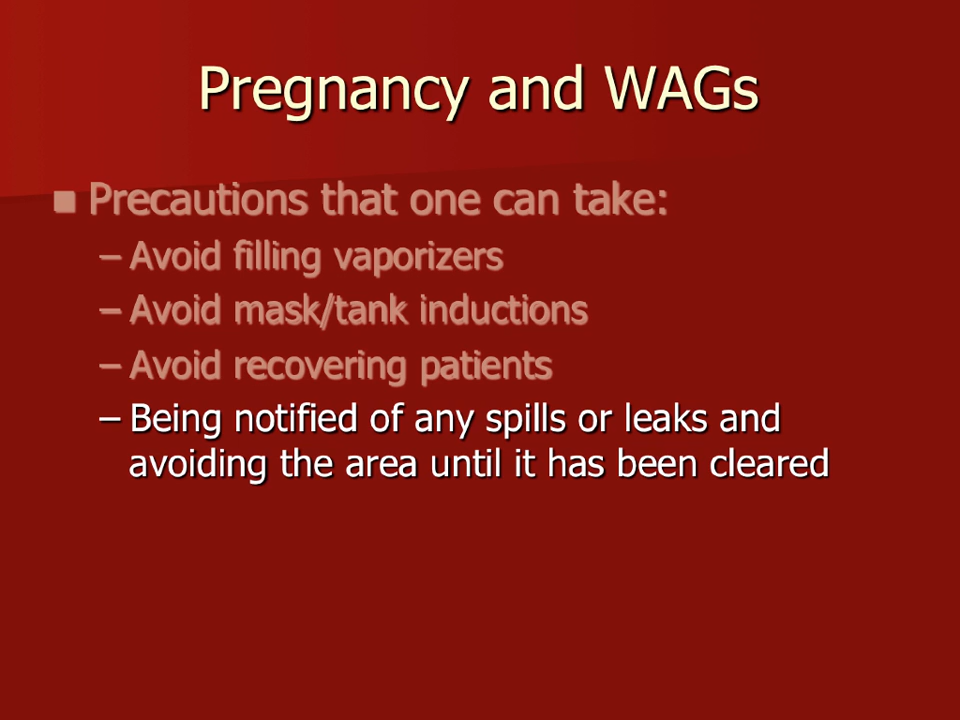 Pregnancy and WAGs
Precautions that one can take:
– Avoid filling vaporizers
– Avoid mask/tank inductions
– Avoid recovering patients
– Being notified of any spills or leaks and
avoiding the area until it has been cleared